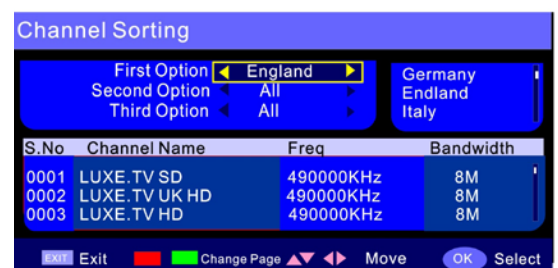 Channel Sorting
First Option England
Second Option All
Third Option All
Germany
Endland
Italy
S.No Channel Name Freq Bandwidth
0001 LUXE.TV SD 490000KHz 8M
0002 LUXE.TV UK HD 490000KHz 8M
0003 LUXE.TV HD 490000KHz 8M
EXIT Exit Change Page Move OK Select